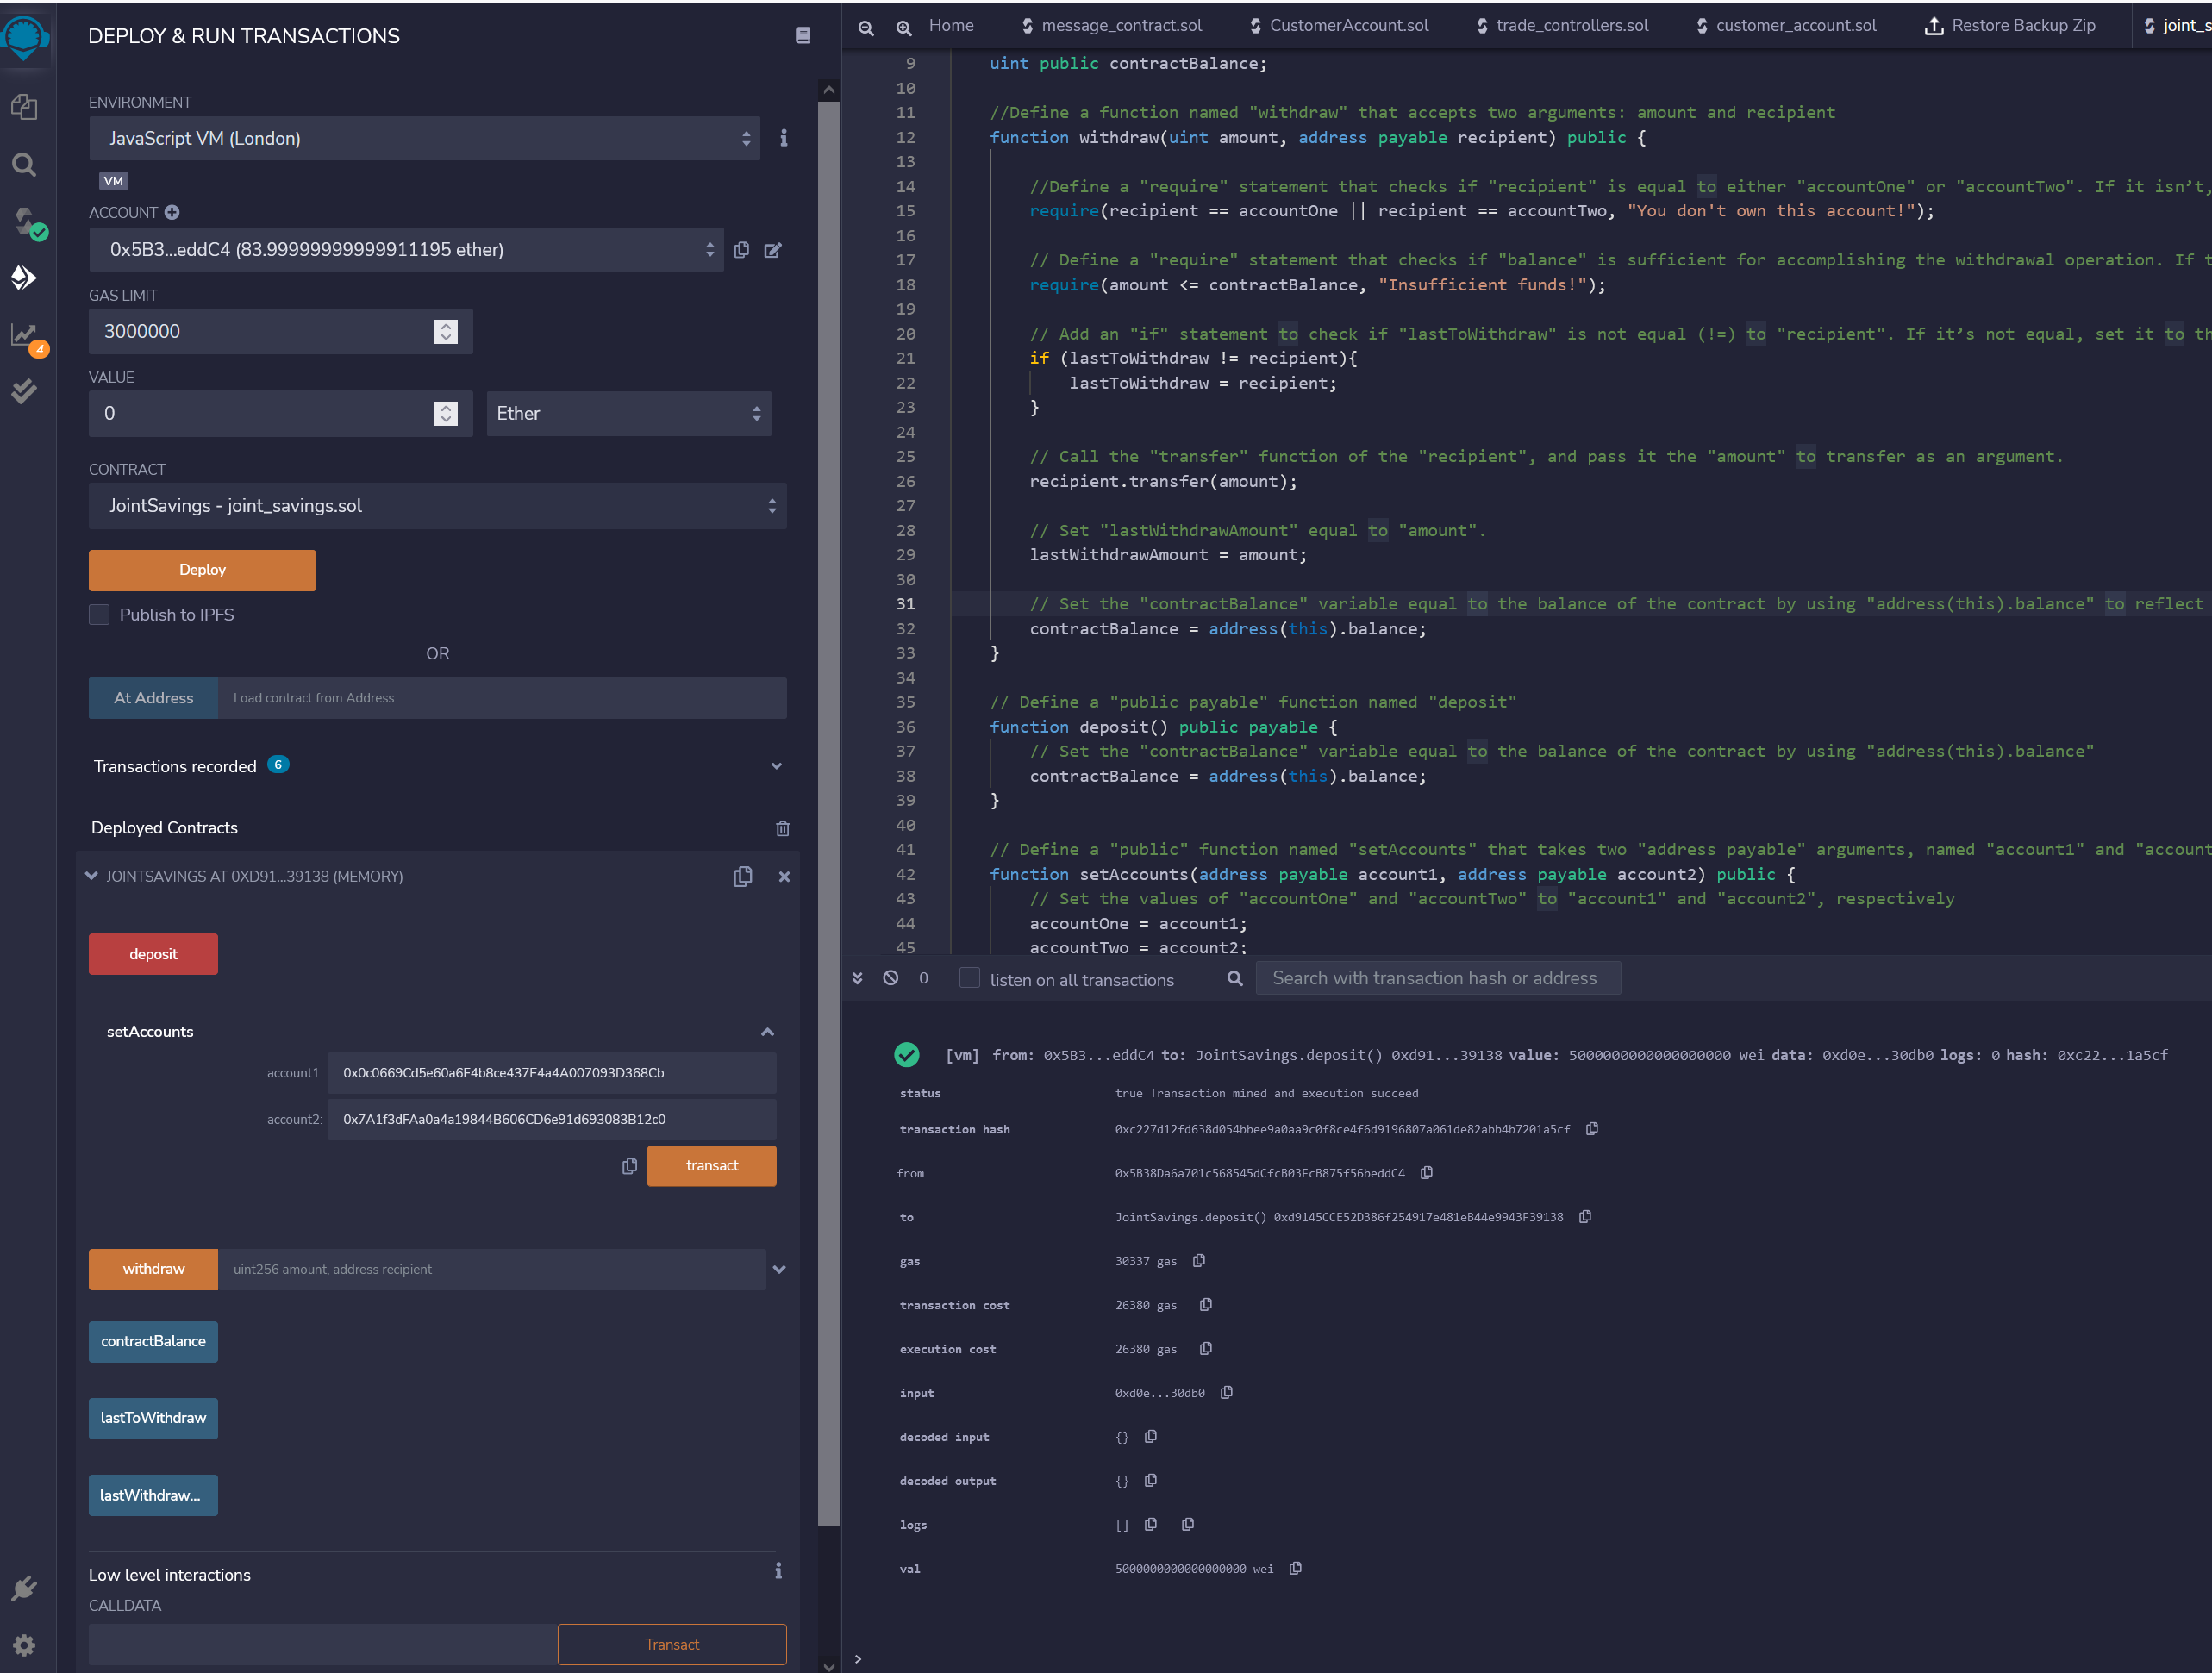 DEPLOY & RUN TRANSACTIONS
ENVIRONMENT
JavaScript VM (London)
VM
ACCOUNT
0x5B3...eddC4 (83.99999999999911195 ether)
GAS LIMIT
3000000
VALUE
0
Ether
CONTRACT
JointSavings - joint_savings.sol
Deploy
Publish to IPFS
OR
At Address
Load contract from Address
Transactions recorded 6
Deployed Contracts
JOINTSAVINGS AT 0XD91...39138 (MEMORY)
deposit
setAccounts
account1: 0x0c0669Cd5e60a6F4b8ce437E4a4A007093D368Cb
account2: 0x7A1f3dFAa0a4a19844B606CD6e91d693083B12c0
transact
withdraw
uint256 amount, address recipient
contractBalance
lastToWithdraw
lastWithdraw...
Low level interactions
CALLDATA
Transact
4
Home
message_contract.sol
CustomerAccount.sol
trade_controllers.sol
customer_account.sol
Restore Backup Zip
joint_s
9 uint public contractBalance;
10
11 //Define a function named "withdraw" that accepts two arguments: amount and recipient
12 function withdraw(uint amount, address payable recipient) public {
13
14 //Define a "require" statement that checks if "recipient" is equal to either "accountOne" or "accountTwo". If it isn’t,
15 require(recipient == accountOne || recipient == accountTwo, "You don't own this account!");
16
17 // Define a "require" statement that checks if "balance" is sufficient for accomplishing the withdrawal operation. If t
18 require(amount <= contractBalance, "Insufficient funds!");
19
20 // Add an "if" statement to check if "lastToWithdraw" is not equal (!=) to "recipient". If it’s not equal, set it to th
21 if (lastToWithdraw != recipient){
22 lastToWithdraw = recipient;
23 }
24
25 // Call the "transfer" function of the "recipient", and pass it the "amount" to transfer as an argument.
26 recipient.transfer(amount);
27
28 // Set "lastWithdrawAmount" equal to "amount".
29 lastWithdrawAmount = amount;
30
31 // Set the "contractBalance" variable equal to the balance of the contract by using "address(this).balance" to reflect
32 contractBalance = address(this).balance;
33 }
34
35 // Define a "public payable" function named "deposit"
36 function deposit() public payable {
37 // Set the "contractBalance" variable equal to the balance of the contract by using "address(this).balance"
38 contractBalance = address(this).balance;
39 }
40
41 // Define a "public" function named "setAccounts" that takes two "address payable" arguments, named "account1" and "account
42 function setAccounts(address payable account1, address payable account2) public {
43 // Set the values of "accountOne" and "accountTwo" to "account1" and "account2", respectively
44 accountOne = account1;
45 accountTwo = account2;
0
listen on all transactions
Search with transaction hash or address
[vm] from: 0x5B3...eddC4 to: JointSavings.deposit() 0xd91...39138 value: 5000000000000000000 wei data: 0xd0e...30db0 logs: 0 hash: 0xc22...1a5cf
status true Transaction mined and execution succeed
transaction hash 0xc227d12fd638d054bbee9a0aa9c0f8ce4f6d9196807a061de82abb4b7201a5cf
from 0x5B38Da6a701c568545dCfcB03FcB875f56beddC4
to JointSavings.deposit() 0xd9145CCE52D386f254917e481eB44e9943F39138
gas 30337 gas
transaction cost 26380 gas
execution cost 26380 gas
input 0xd0e...30db0
decoded input {}
decoded output {}
logs []
val 5000000000000000000 wei
>